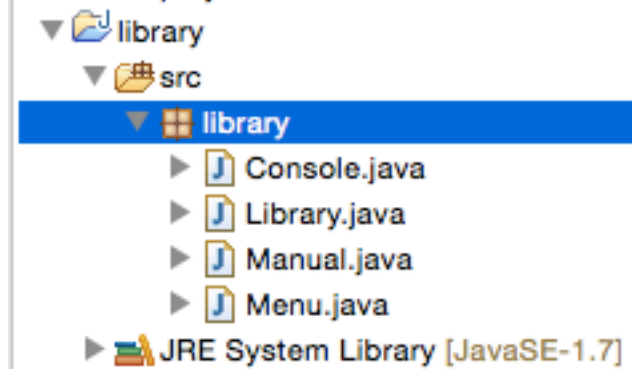 library
src
library
Console.java
Library.java
Manual.java
Menu.java
JRE System Library [JavaSE-1.7]